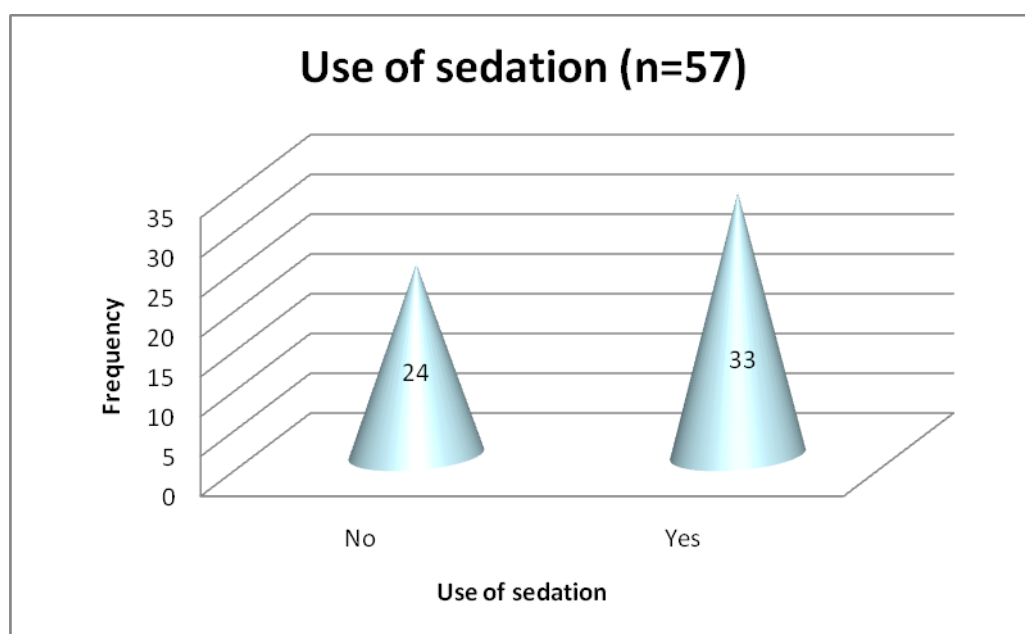 Use of sedation (n=57)
35
30
25
20
15
10
5
0
Frequency
24
33
No
Yes
Use of sedation